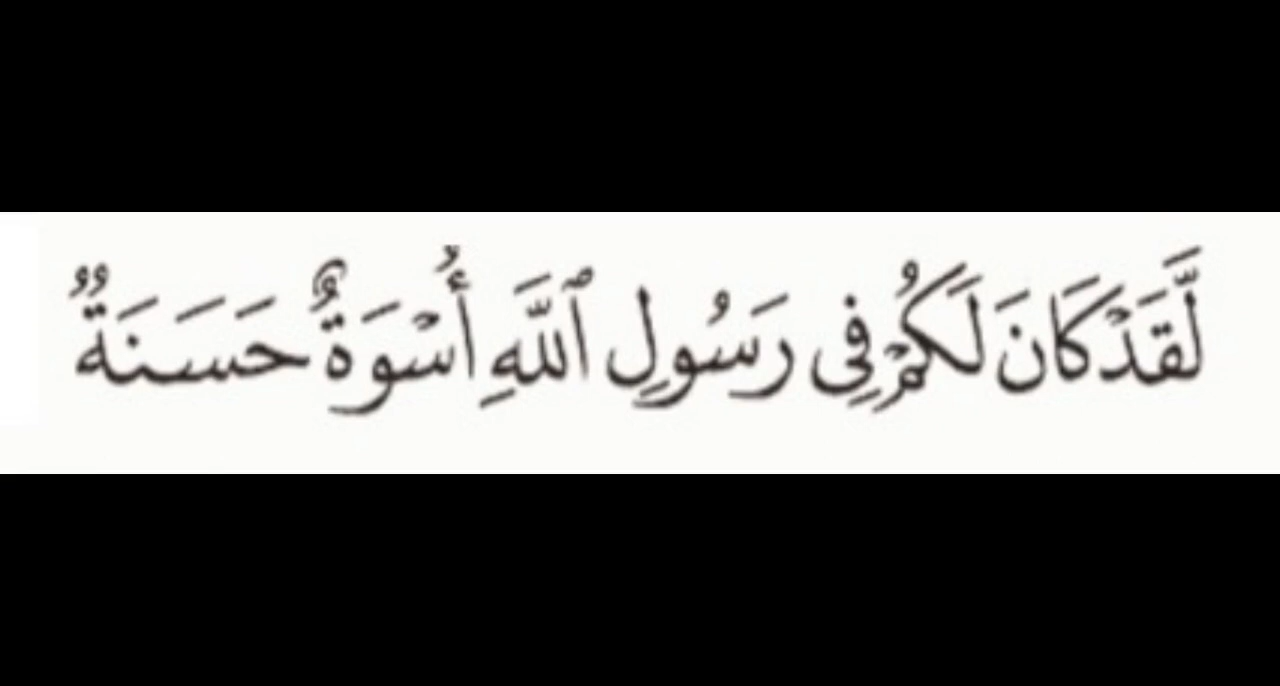 لَّقَدْ كَانَ لَكُمْ فِى رَسُولِ ٱللَّهِ أُسْوَةٌ حَسَنَةٌ